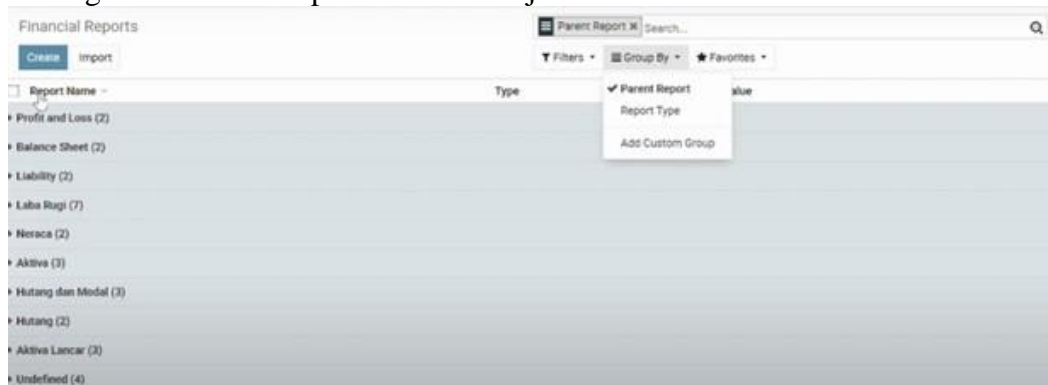 Financial Reports
Parent Report × Search...
Create Import
Filters Group By Favorites
Report Name Type
Parent Report
Report Type
Add Custom Group
Profit and Loss (2)
Balance Sheet (2)
Liability (2)
Laba Rugi (7)
Neraca (2)
Aktiva (3)
Hutang dan Modal (3)
Hutang (2)
Aktiva Lancar (3)
Undefined (4)